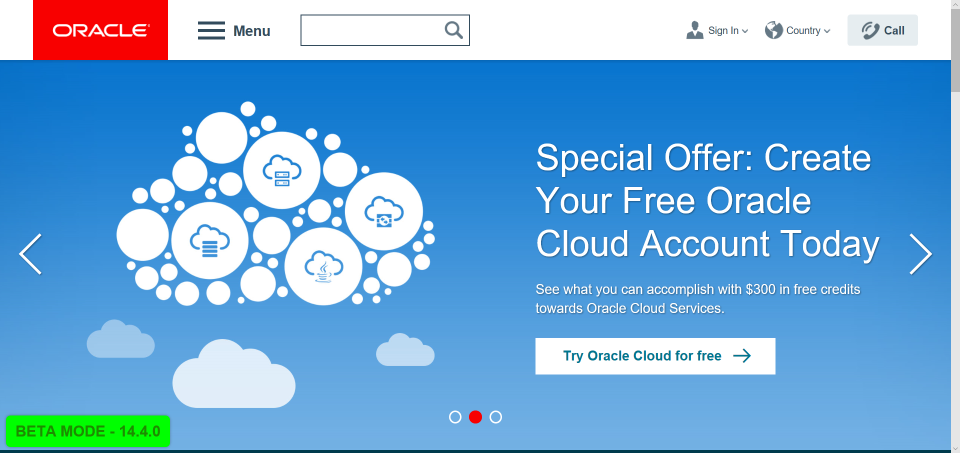 ORACLE
Menu
Sign In
Country
Call
Special Offer: Create
Your Free Oracle
Cloud Account Today
See what you can accomplish with $300 in free credits
towards Oracle Cloud Services.
Try Oracle Cloud for free
BETA MODE - 14.4.0